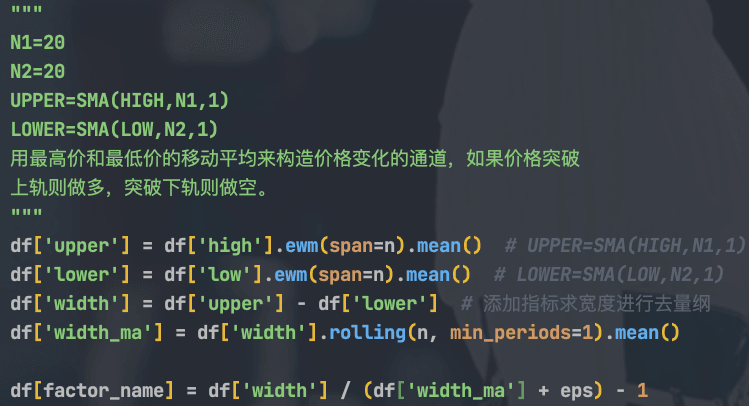 """
N1=20
N2=20
UPPER=SMA(HIGH,N1,1)
LOWER=SMA(LOW,N2,1)
用最高价和最低价的移动平均来构造价格变化的通道，如果价格突破
上轨则做多，突破下轨则做空。
"""
df['upper'] = df['high'].ewm(span=n).mean()  # UPPER=SMA(HIGH,N1,1)
df['lower'] = df['low'].ewm(span=n).mean()  # LOWER=SMA(LOW,N2,1)
df['width'] = df['upper'] - df['lower']  # 添加指标求宽度进行去量纲
df['width_ma'] = df['width'].rolling(n, min_periods=1).mean()
df[factor_name] = df['width'] / (df['width_ma'] + eps) - 1